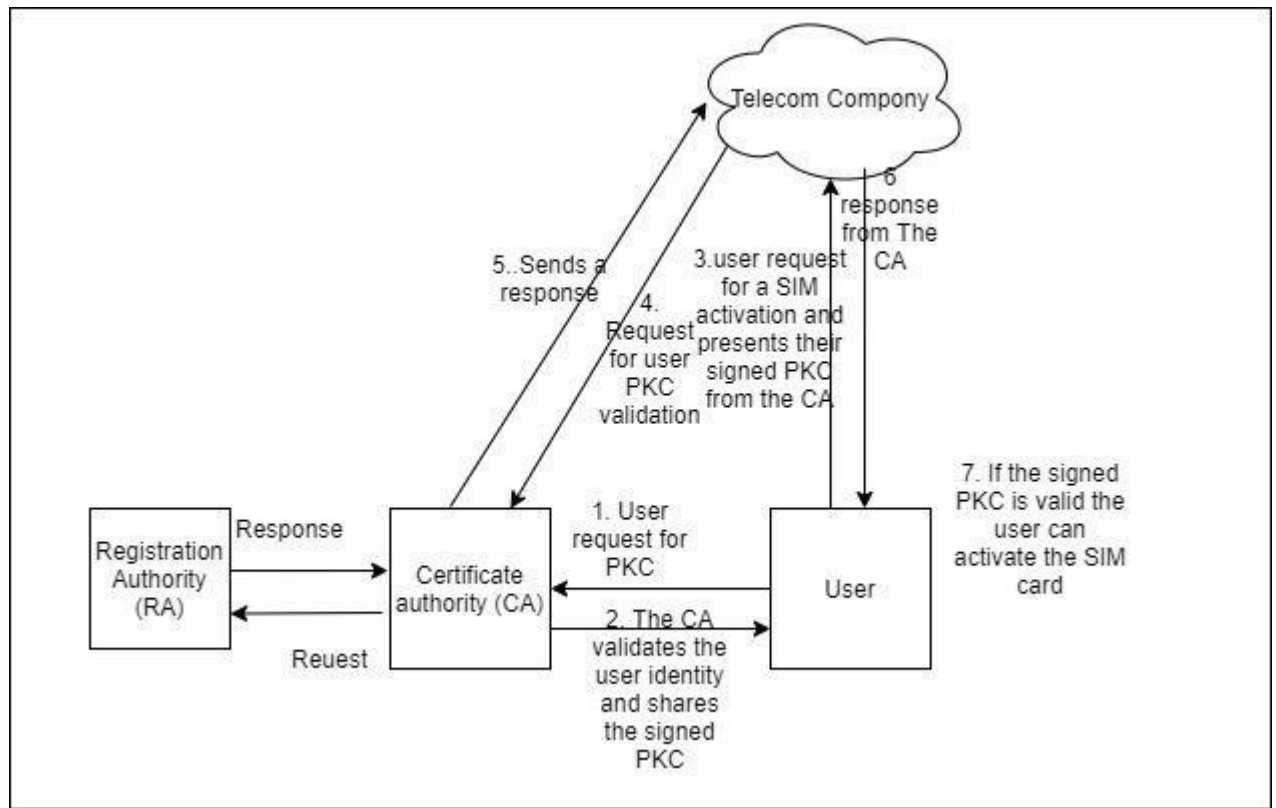 Telecom Compony
6
response
from The
CA
5..Sends a
response
3.user request
for a SIM
activation and
presents their
signed PKC
from the CA
4.
Request
for user
PKC
validation
7. If the signed
PKC is valid the
user can
activate the SIM
card
1. User
request for
PKC
Response
Registration
Authority
(RA)
Certificate
authority (CA)
User
Reuest
2. The CA
validates the
user identity
and shares
the signed
PKC